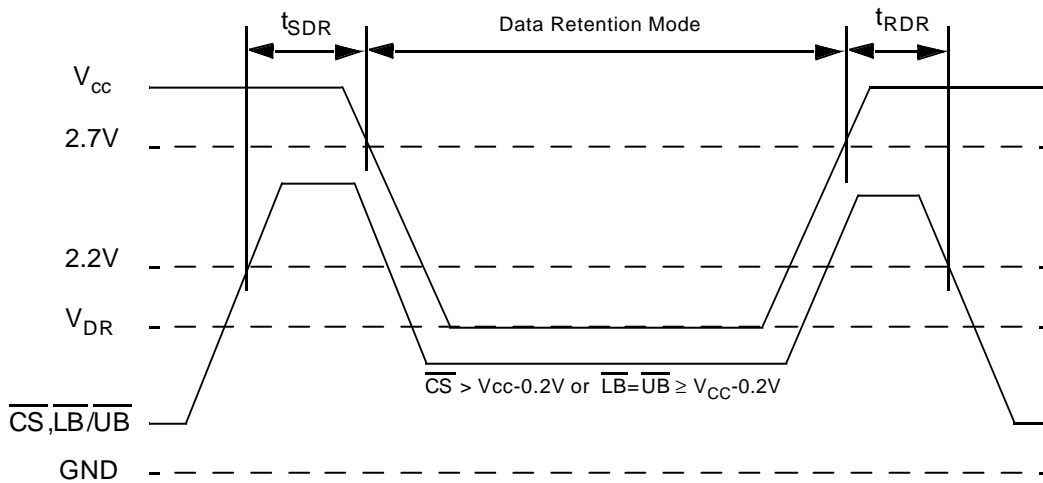 tSDR Data Retention Mode tRDR
Vcc
2.7V
2.2V
VDR
CS > Vcc-0.2V or LB=UB ≥ VCC-0.2V
CS,LB/UB
GND